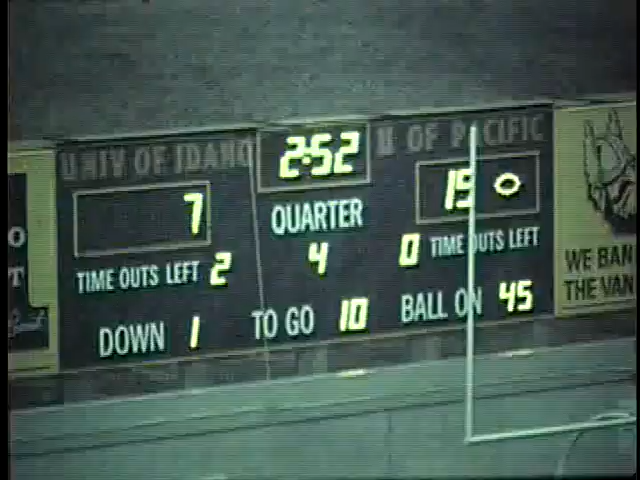 UNIV OF IDAHO 2:52 U OF PACIFIC
7 QUARTER 15
TIME OUTS LEFT 2 4 0 TIME OUTS LEFT
DOWN 1 TO GO 10 BALL ON 45
WE BAN
THE VAN